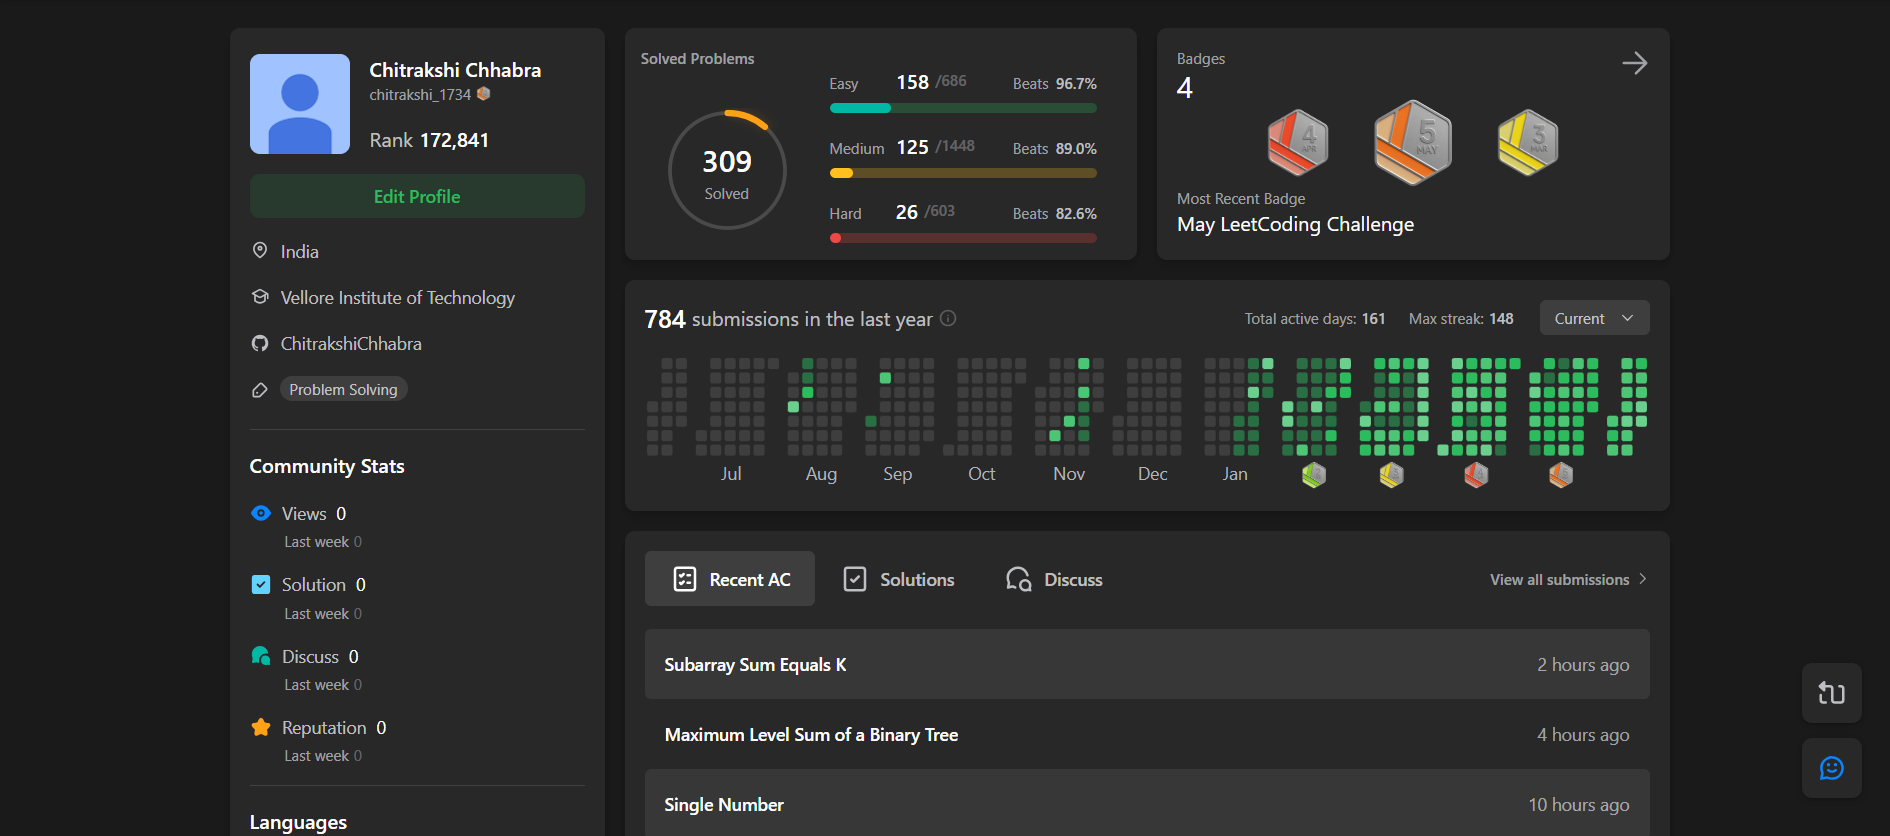 Chitrakshi Chhabra
chitrakshi_1734
Rank 172,841
Edit Profile
India
Vellore Institute of Technology
ChitrakshiChhabra
Problem Solving
Community Stats
Views 0
Last week 0
Solution 0
Last week 0
Discuss 0
Last week 0
Reputation 0
Last week 0
Languages
Solved Problems
309
Solved
Easy 158 /686 Beats 96.7%
Medium 125 /1448 Beats 89.0%
Hard 26 /603 Beats 82.6%
Badges
4
4 APR
5 MAY
3 MAR
Most Recent Badge
May LeetCoding Challenge
784 submissions in the last year
Total active days: 161 Max streak: 148 Current
Jul Aug Sep Oct Nov Dec Jan
Recent AC Solutions Discuss View all submissions
Subarray Sum Equals K 2 hours ago
Maximum Level Sum of a Binary Tree 4 hours ago
Single Number 10 hours ago